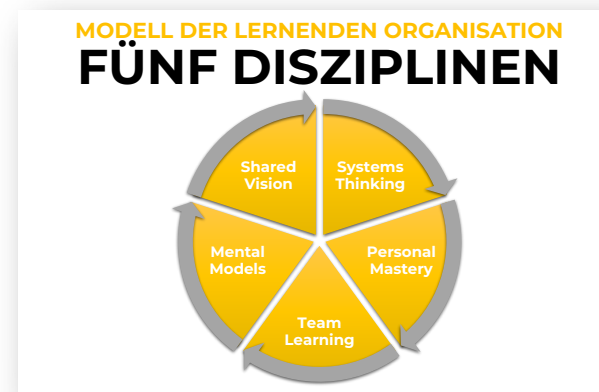 MODELL DER LERNENDEN ORGANISATION
FÜNF DISZIPLINEN
Shared
Vision
Systems
Thinking
Mental
Models
Personal
Mastery
Team
Learning